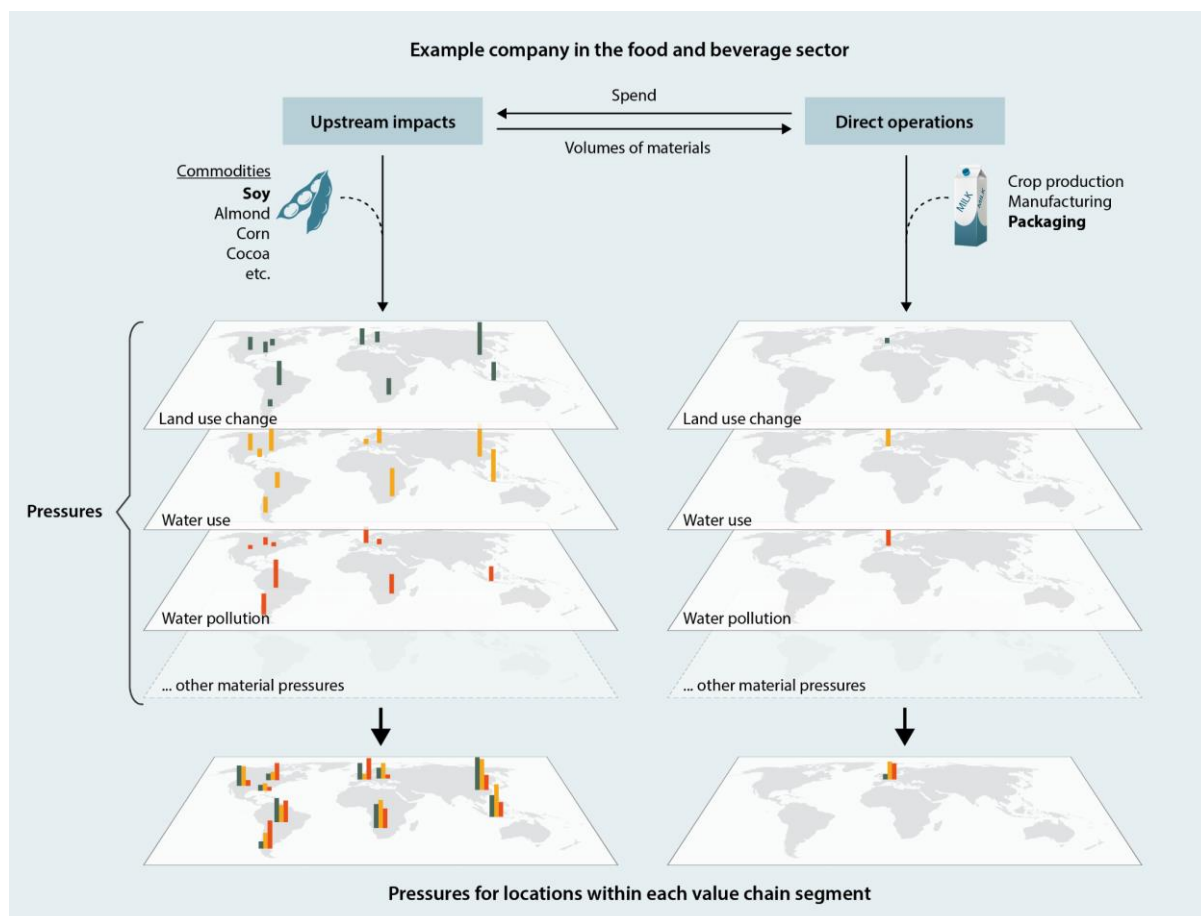 Example company in the food and beverage sector
Upstream impacts
Spend
Volumes of materials
Direct operations
Commodities
Soy
Almond
Corn
Cocoa
etc.
MILK
MILK
Crop production
Manufacturing
Packaging
Pressures
Land use change
Water use
Water pollution
... other material pressures
Land use change
Water use
Water pollution
... other material pressures
Pressures for locations within each value chain segment